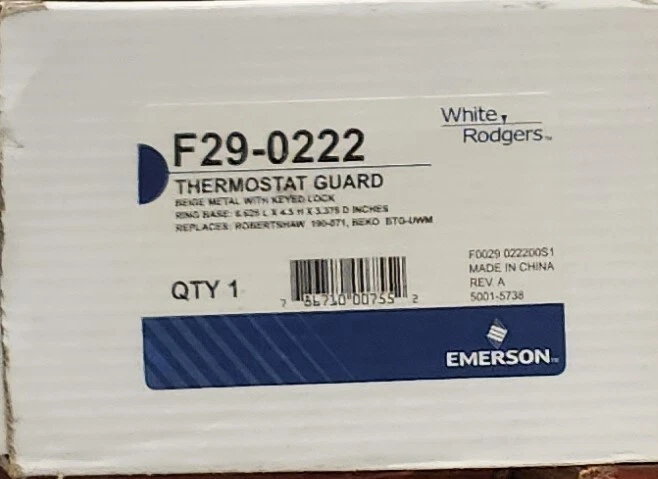 White
Rodgers™
F29-0222
THERMOSTAT GUARD
BEIGE METAL WITH KEYED LOCK
RING BASE: 6.625 L X 4.5 H X 3.375 D INCHES
REPLACES: ROBERTSHAW 190-071, BEKO BTG-UWM
QTY 1
7 86710 00755 2
F0029 022200S1
MADE IN CHINA
REV. A
5001-5738
EMERSON™